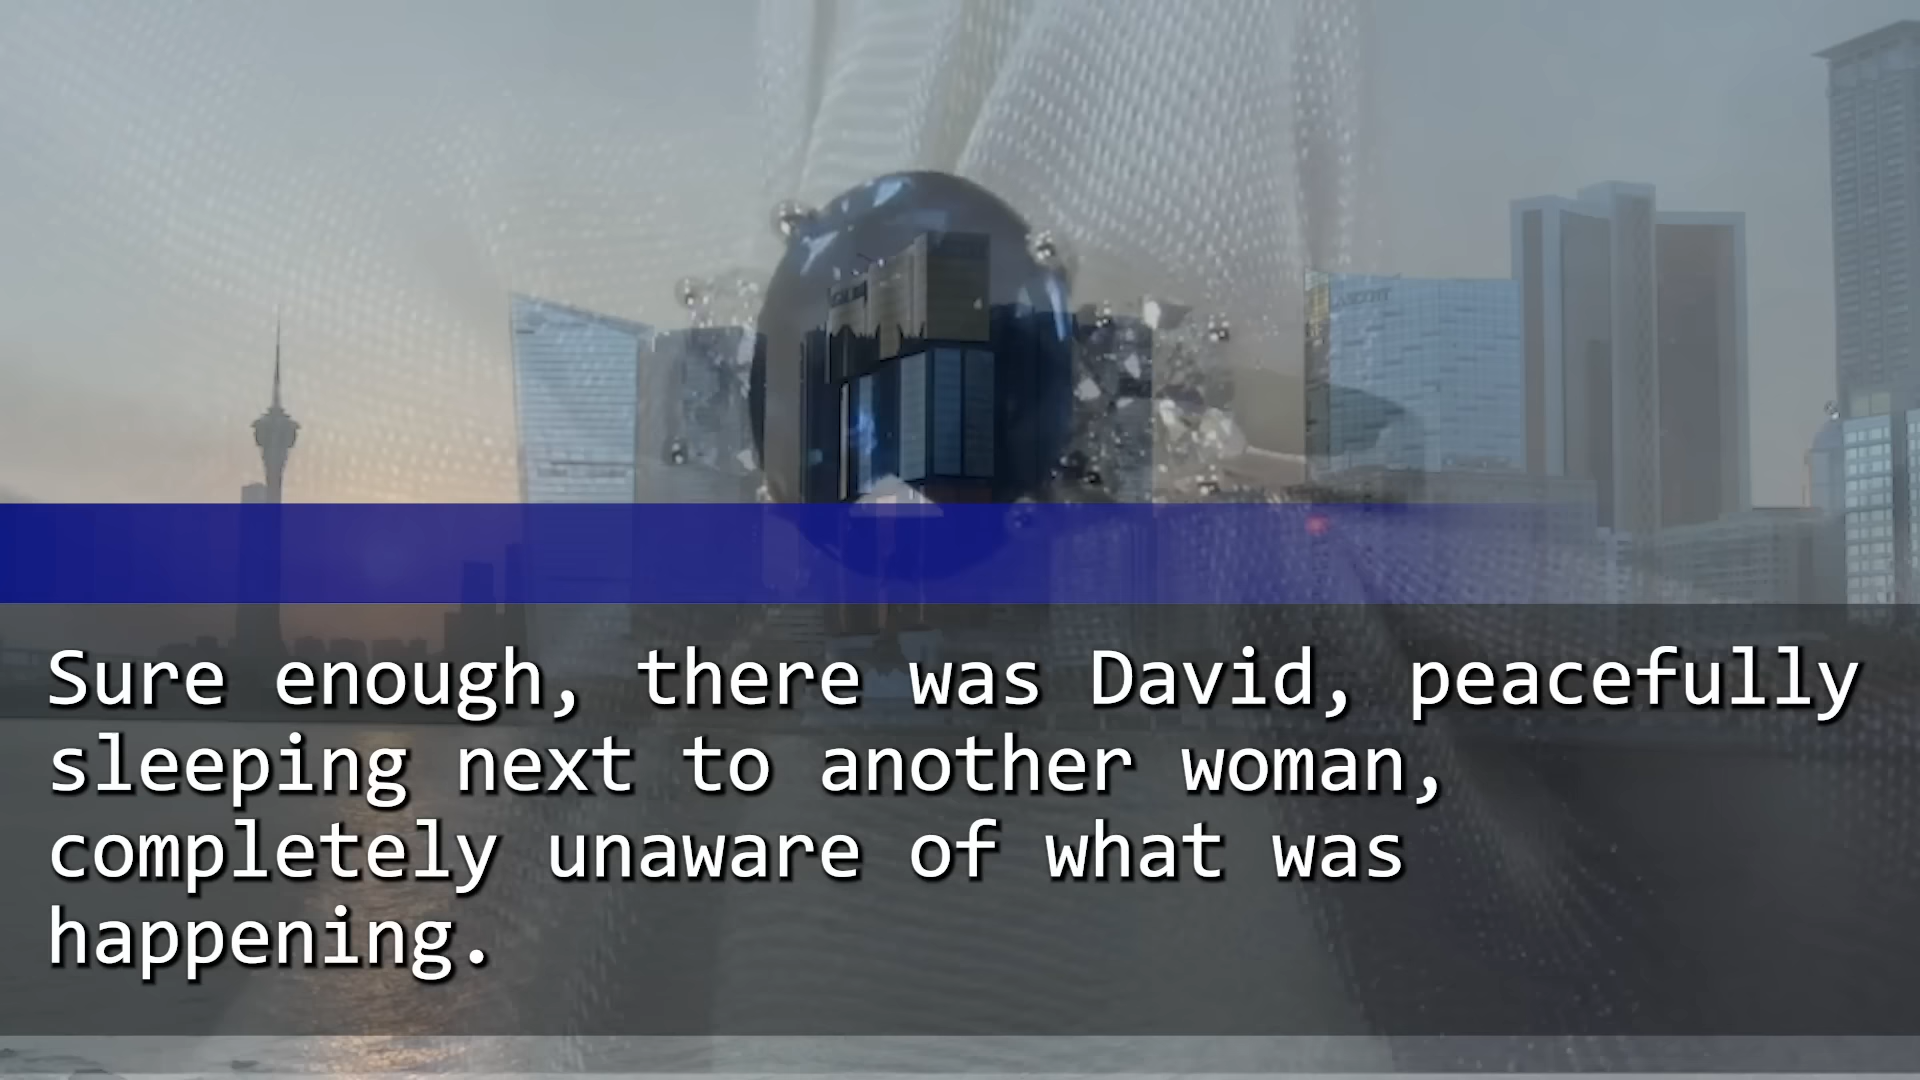 Sure enough, there was David, peacefully
sleeping next to another woman,
completely unaware of what was
happening.